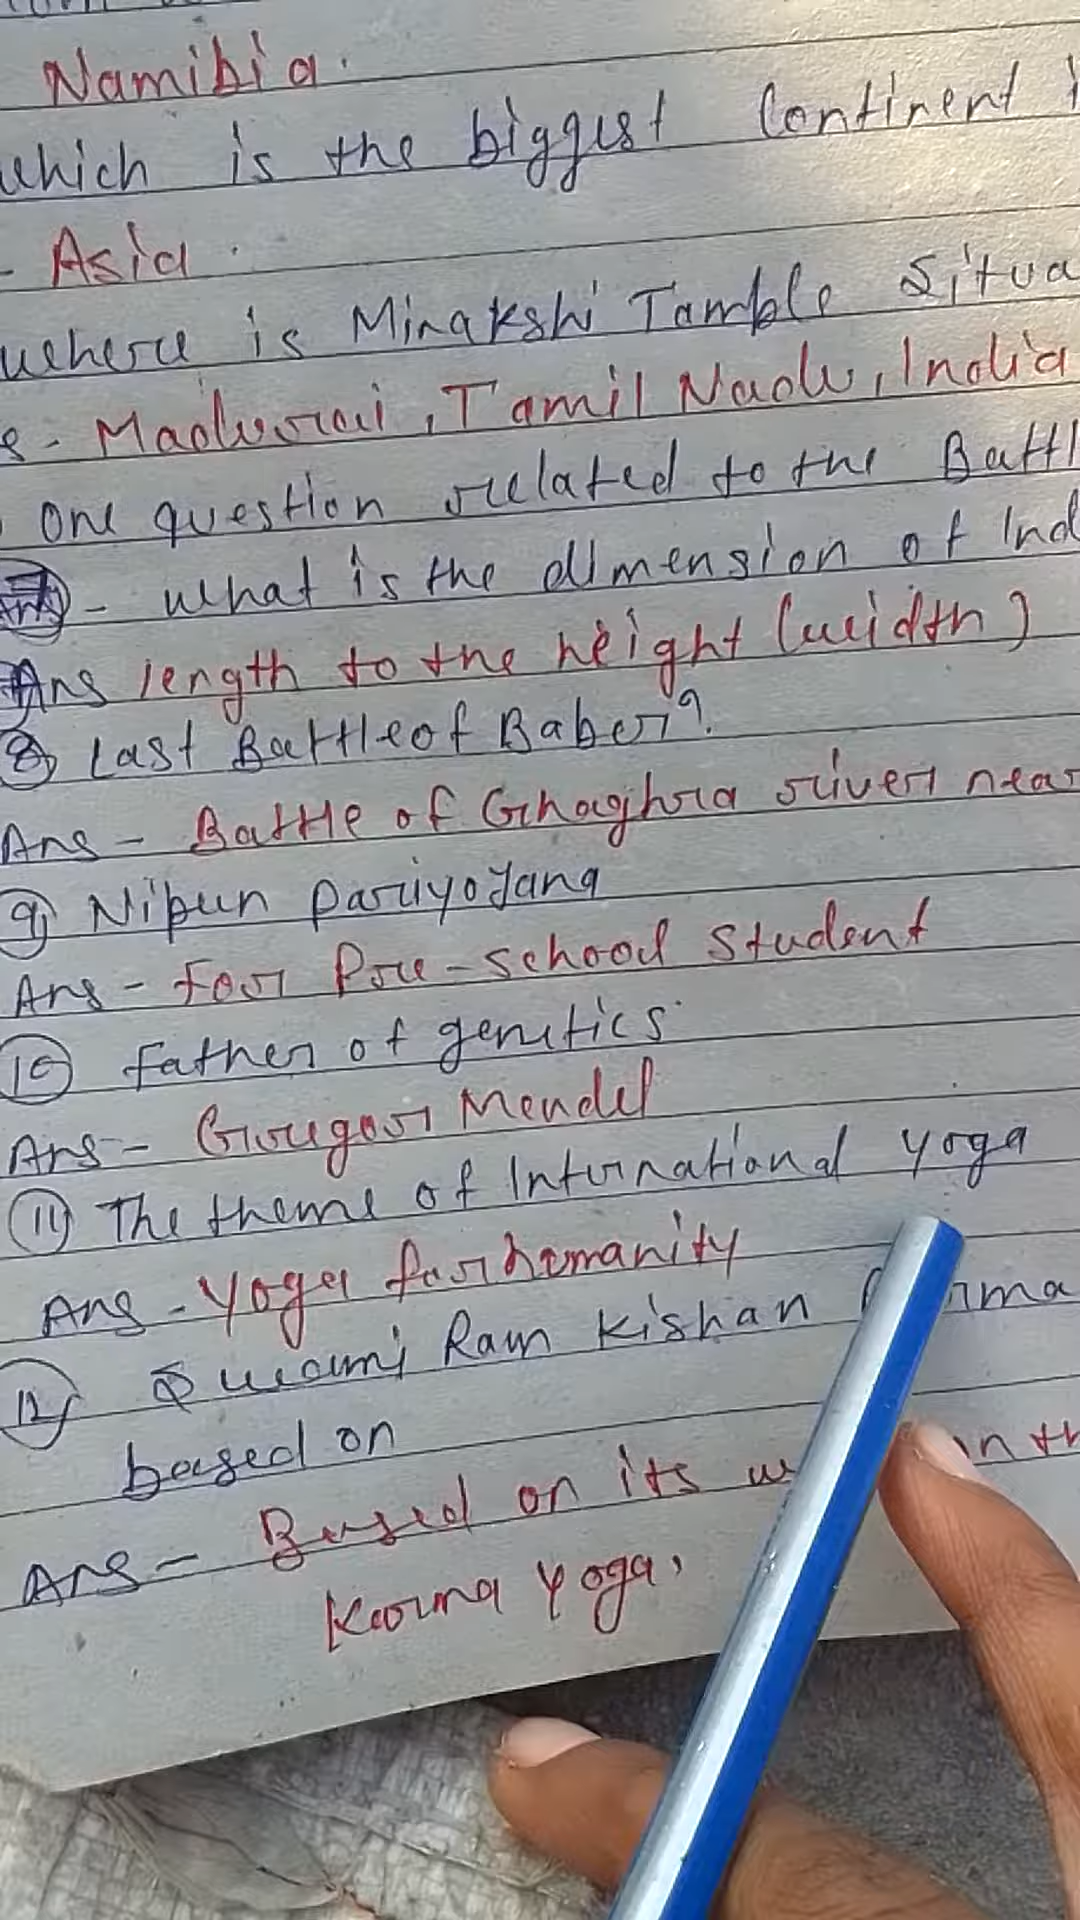 Namibia.
which is the biggest Continent
- Asia.
where is Minakshi Tample Situa
s - Madurai, Tamil Nadu, India
One question related to the Battl
- what is the dimension of Ind
Ans length to the height (width)
8) Last Battle of Baber?
Ans - Battle of Ghaghra river near
9) Nipun Pariyojana
Ans - For Pre-school Student
10 Father of genetics.
Ans - Gregor Mendel
11) The theme of International yoga
Ans - Yoga for humanity
12) Swami Ram Kishan
based on
Ans - Based on its in th
Karma yoga.